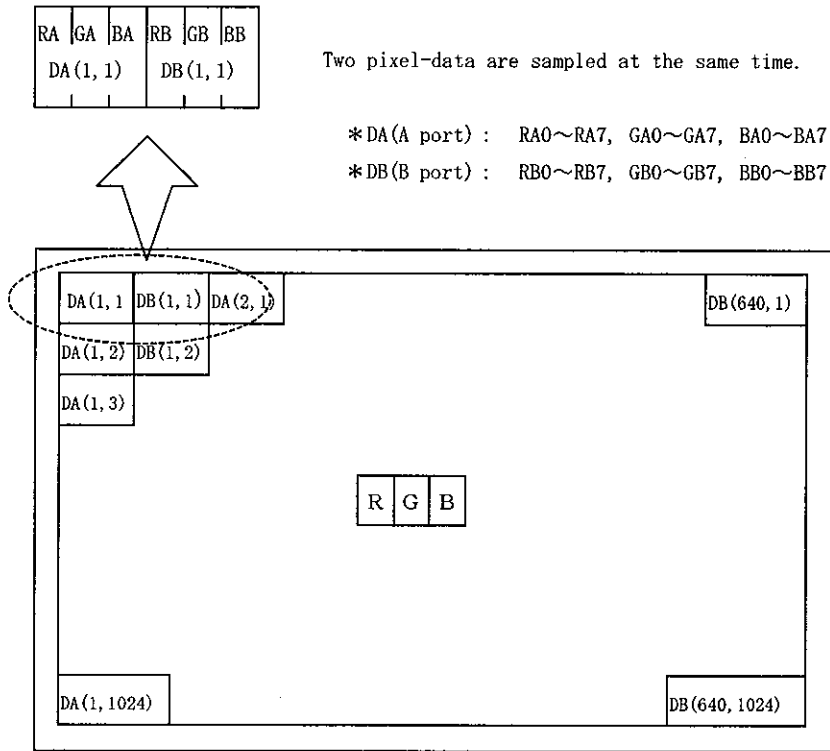 RA GA BA RB GB BB
DA(1, 1) DB(1, 1)
Two pixel-data are sampled at the same time.
*DA(A port) : RA0~RA7, GA0~GA7, BA0~BA7
*DB(B port) : RB0~RB7, GB0~GB7, BB0~BB7
DA(1, 1 DB(1, 1) DA(2, 1) DB(640, 1)
DA(1, 2) DB(1, 2)
DA(1, 3)
R G B
DA(1, 1024) DB(640, 1024)